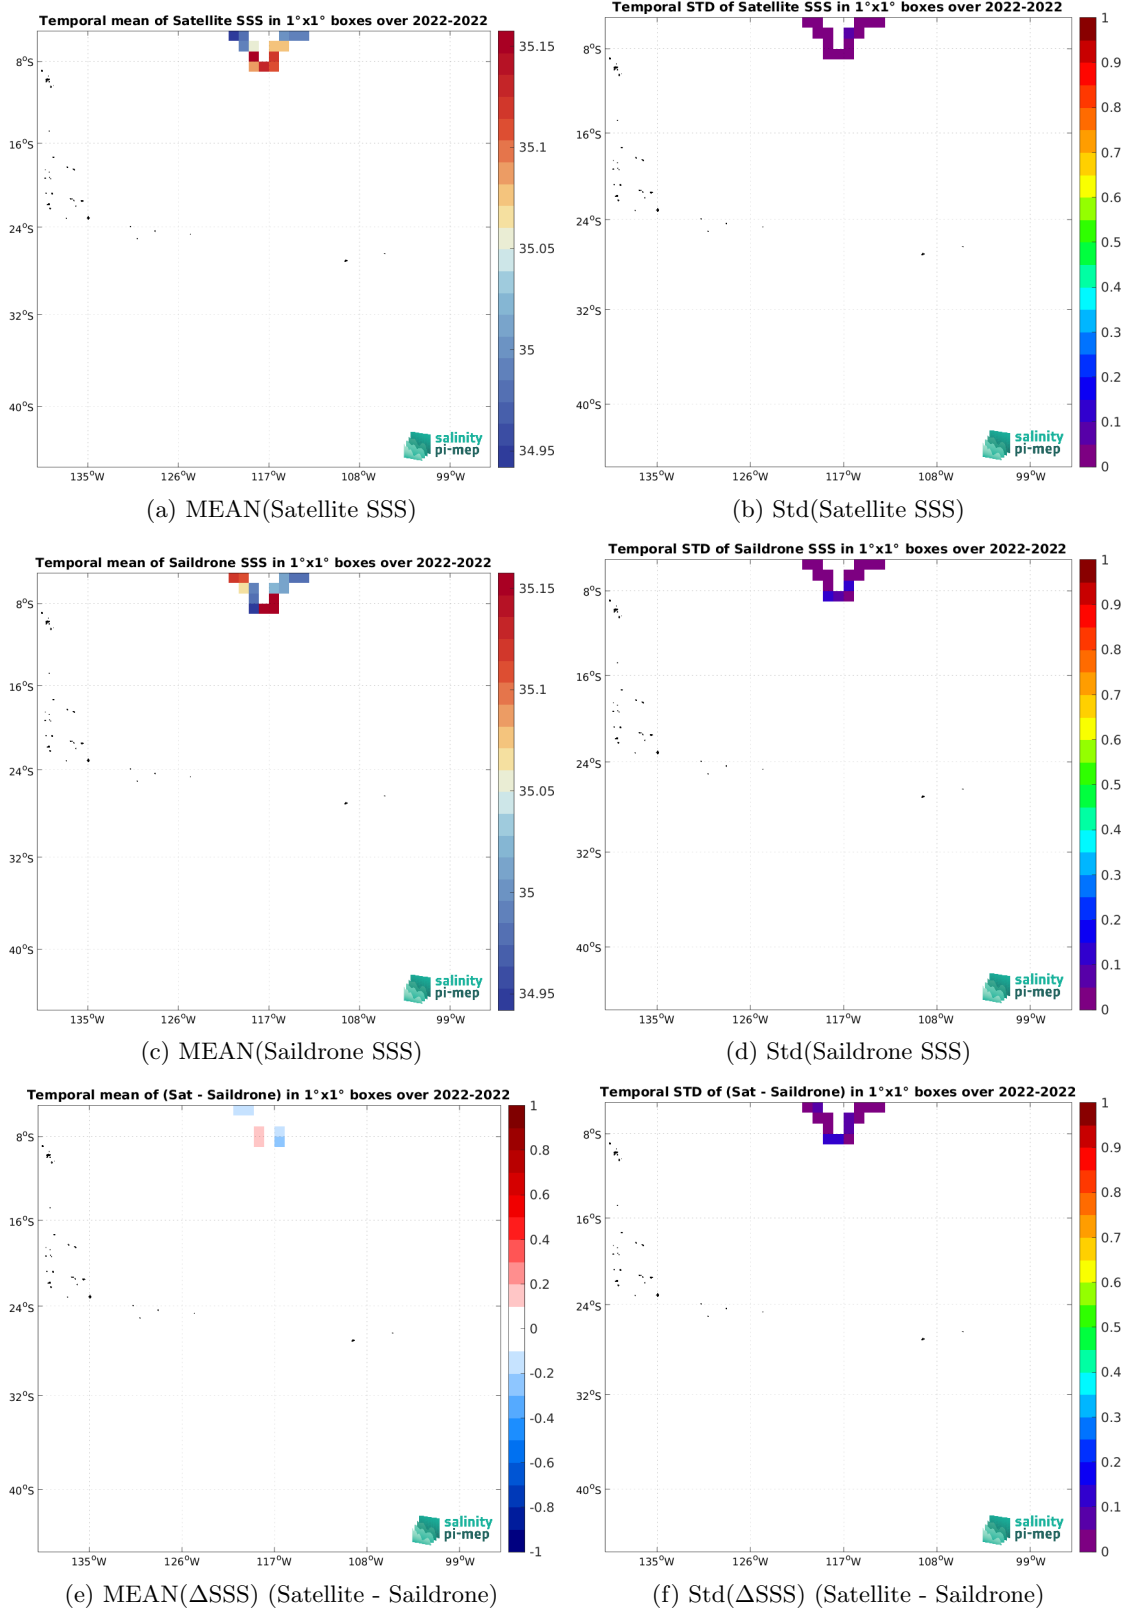 Temporal mean of Satellite SSS in 1°x1° boxes over 2022-2022
8°S
16°S
24°S
32°S
40°S
135°W
126°W
117°W
108°W
99°W
35.15
35.1
35.05
35
34.95
salinity
pi-mep
(a) MEAN(Satellite SSS)
Temporal STD of Satellite SSS in 1°x1° boxes over 2022-2022
8°S
16°S
24°S
32°S
40°S
135°W
126°W
117°W
108°W
99°W
1
0.9
0.8
0.7
0.6
0.5
0.4
0.3
0.2
0.1
0
salinity
pi-mep
(b) Std(Satellite SSS)
Temporal mean of Saildrone SSS in 1°x1° boxes over 2022-2022
8°S
16°S
24°S
32°S
40°S
135°W
126°W
117°W
108°W
99°W
35.15
35.1
35.05
35
34.95
salinity
pi-mep
(c) MEAN(Saildrone SSS)
Temporal STD of Saildrone SSS in 1°x1° boxes over 2022-2022
8°S
16°S
24°S
32°S
40°S
135°W
126°W
117°W
108°W
99°W
1
0.9
0.8
0.7
0.6
0.5
0.4
0.3
0.2
0.1
0
salinity
pi-mep
(d) Std(Saildrone SSS)
Temporal mean of (Sat - Saildrone) in 1°x1° boxes over 2022-2022
8°S
16°S
24°S
32°S
40°S
135°W
126°W
117°W
108°W
99°W
1
0.8
0.6
0.4
0.2
0
-0.2
-0.4
-0.6
-0.8
-1
salinity
pi-mep
(e) MEAN(ΔSSS) (Satellite - Saildrone)
Temporal STD of (Sat - Saildrone) in 1°x1° boxes over 2022-2022
8°S
16°S
24°S
32°S
40°S
135°W
126°W
117°W
108°W
99°W
1
0.9
0.8
0.7
0.6
0.5
0.4
0.3
0.2
0.1
0
salinity
pi-mep
(f) Std(ΔSSS) (Satellite - Saildrone)